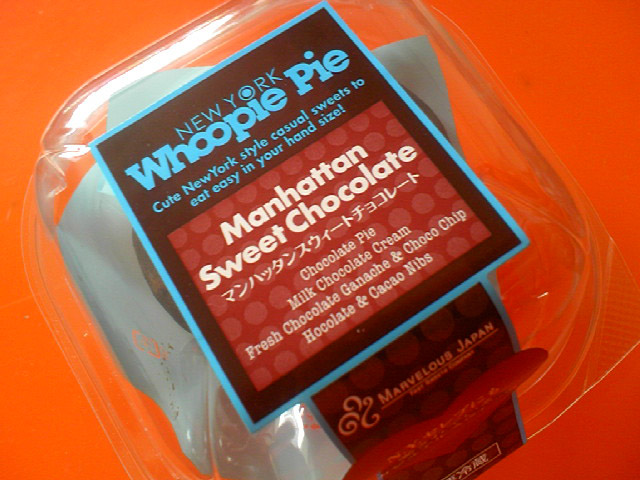 NEW YORK
Whoopie Pie
Cute NewYork style casual sweets to
eat easy in your hand size!
Manhattan
Sweet Chocolate
マンハッタンスウィートチョコレート
Chocolate Pie
Milk Chocolate Cream
Fresh Chocolate Ganache & Choco Chip
Hocolate & Cacao Nibs
MARVELOUS JAPAN